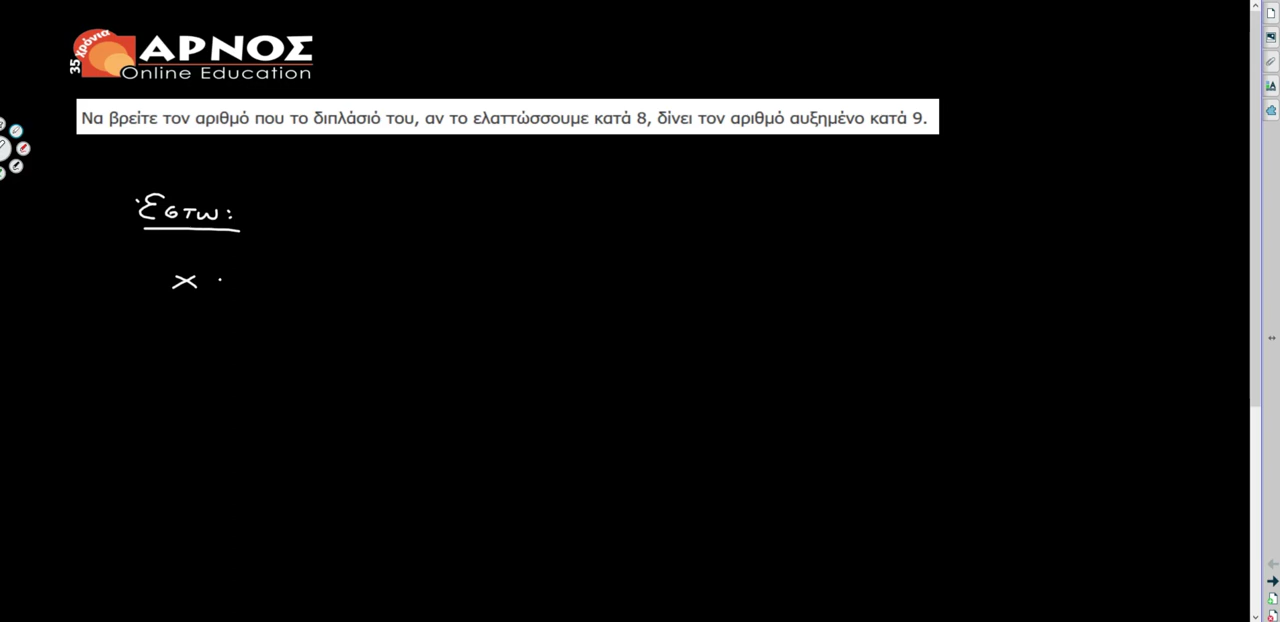 35 χρόνια
ΑΡΝΟΣ
Online Education
Να βρείτε τον αριθμό που το διπλάσιό του, αν το ελαττώσσουμε κατά 8, δίνει τον αριθμό αυξημένο κατά 9.
Έστω:
x